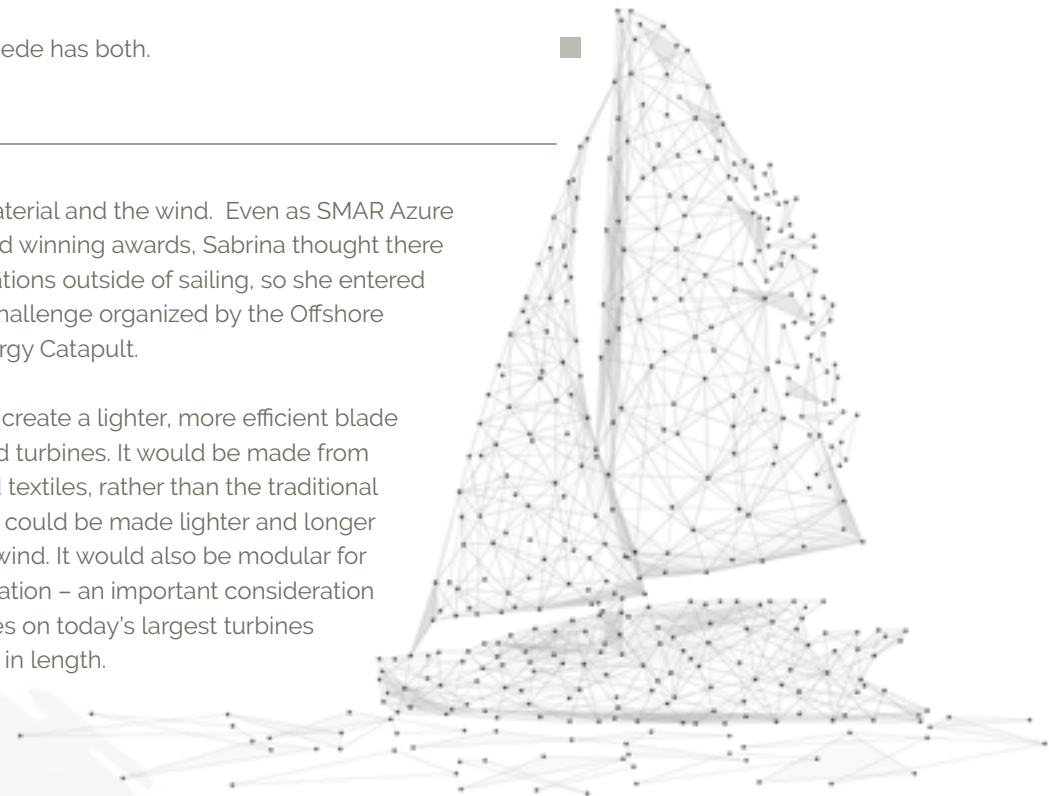 ede has both.
aterial and the wind.  Even as SMAR Azure
d winning awards, Sabrina thought there
ations outside of sailing, so she entered
hallenge organized by the Offshore
rgy Catapult.
create a lighter, more efficient blade
d turbines. It would be made from
textiles, rather than the traditional
could be made lighter and longer
wind. It would also be modular for
ation – an important consideration
es on today’s largest turbines
in length.